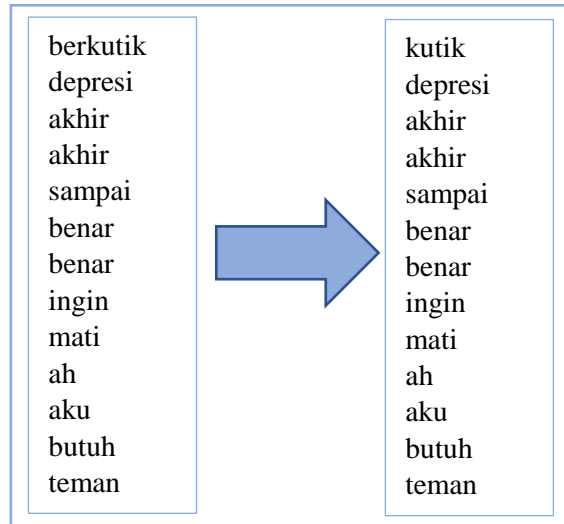 berkutik
depresi
akhir
akhir
sampai
benar
benar
ingin
mati
ah
aku
butuh
teman
kutik
depresi
akhir
akhir
sampai
benar
benar
ingin
mati
ah
aku
butuh
teman